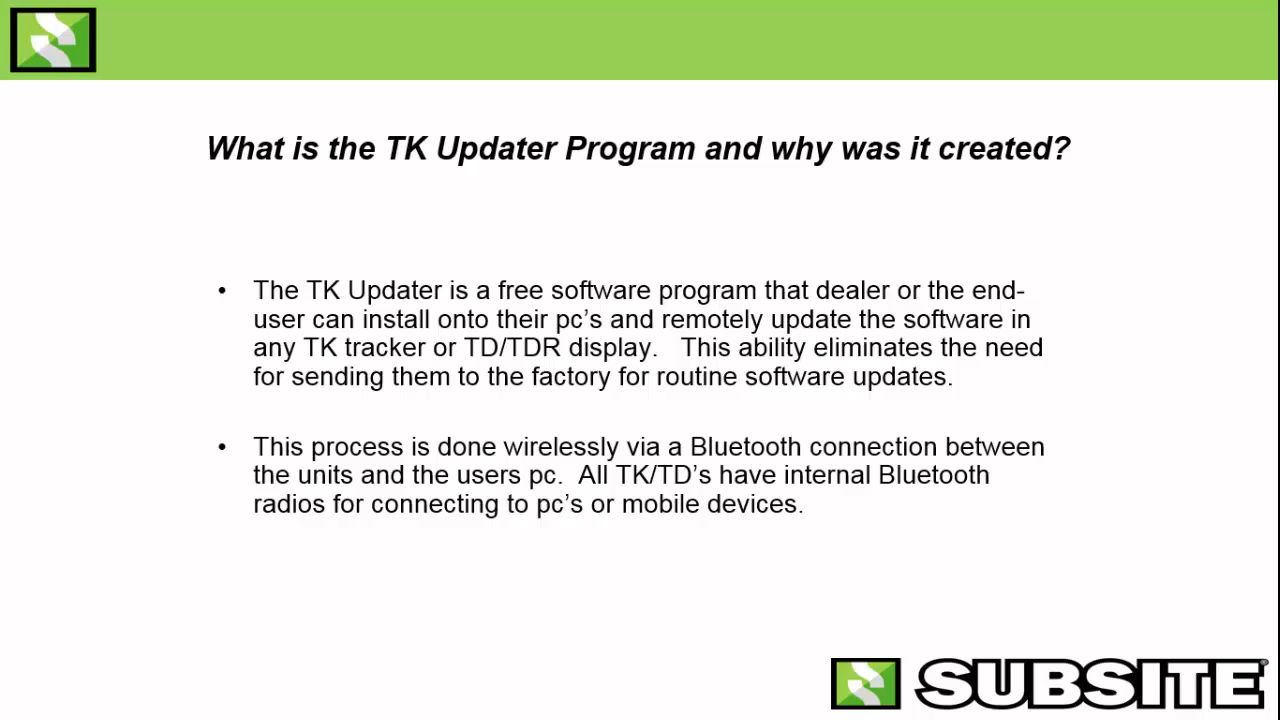 What is the TK Updater Program and why was it created?
• The TK Updater is a free software program that dealer or the end-
user can install onto their pc’s and remotely update the software in
any TK tracker or TD/TDR display.   This ability eliminates the need
for sending them to the factory for routine software updates.
• This process is done wirelessly via a Bluetooth connection between
the units and the users pc.  All TK/TD’s have internal Bluetooth
radios for connecting to pc’s or mobile devices.
SUBSITE®